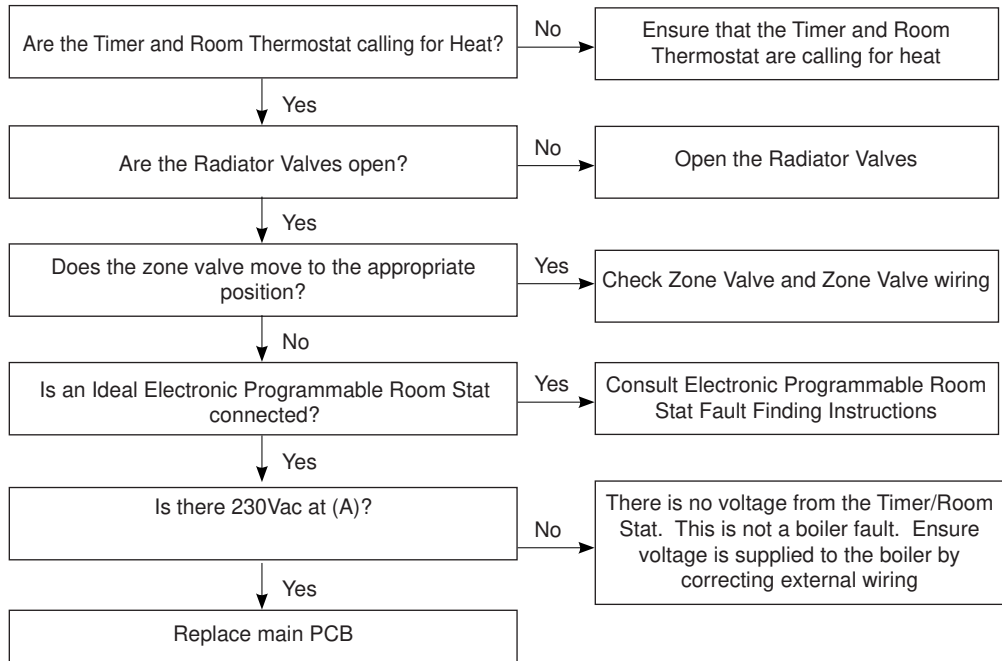 Are the Timer and Room Thermostat calling for Heat?
No
Ensure that the Timer and Room
Thermostat are calling for heat
Yes
Are the Radiator Valves open?
No
Open the Radiator Valves
Yes
Does the zone valve move to the appropriate
position?
Yes
Check Zone Valve and Zone Valve wiring
No
Is an Ideal Electronic Programmable Room Stat
connected?
Yes
Consult Electronic Programmable Room
Stat Fault Finding Instructions
Yes
Is there 230Vac at (A)?
No
There is no voltage from the Timer/Room
Stat. This is not a boiler fault. Ensure
voltage is supplied to the boiler by
correcting external wiring
Yes
Replace main PCB